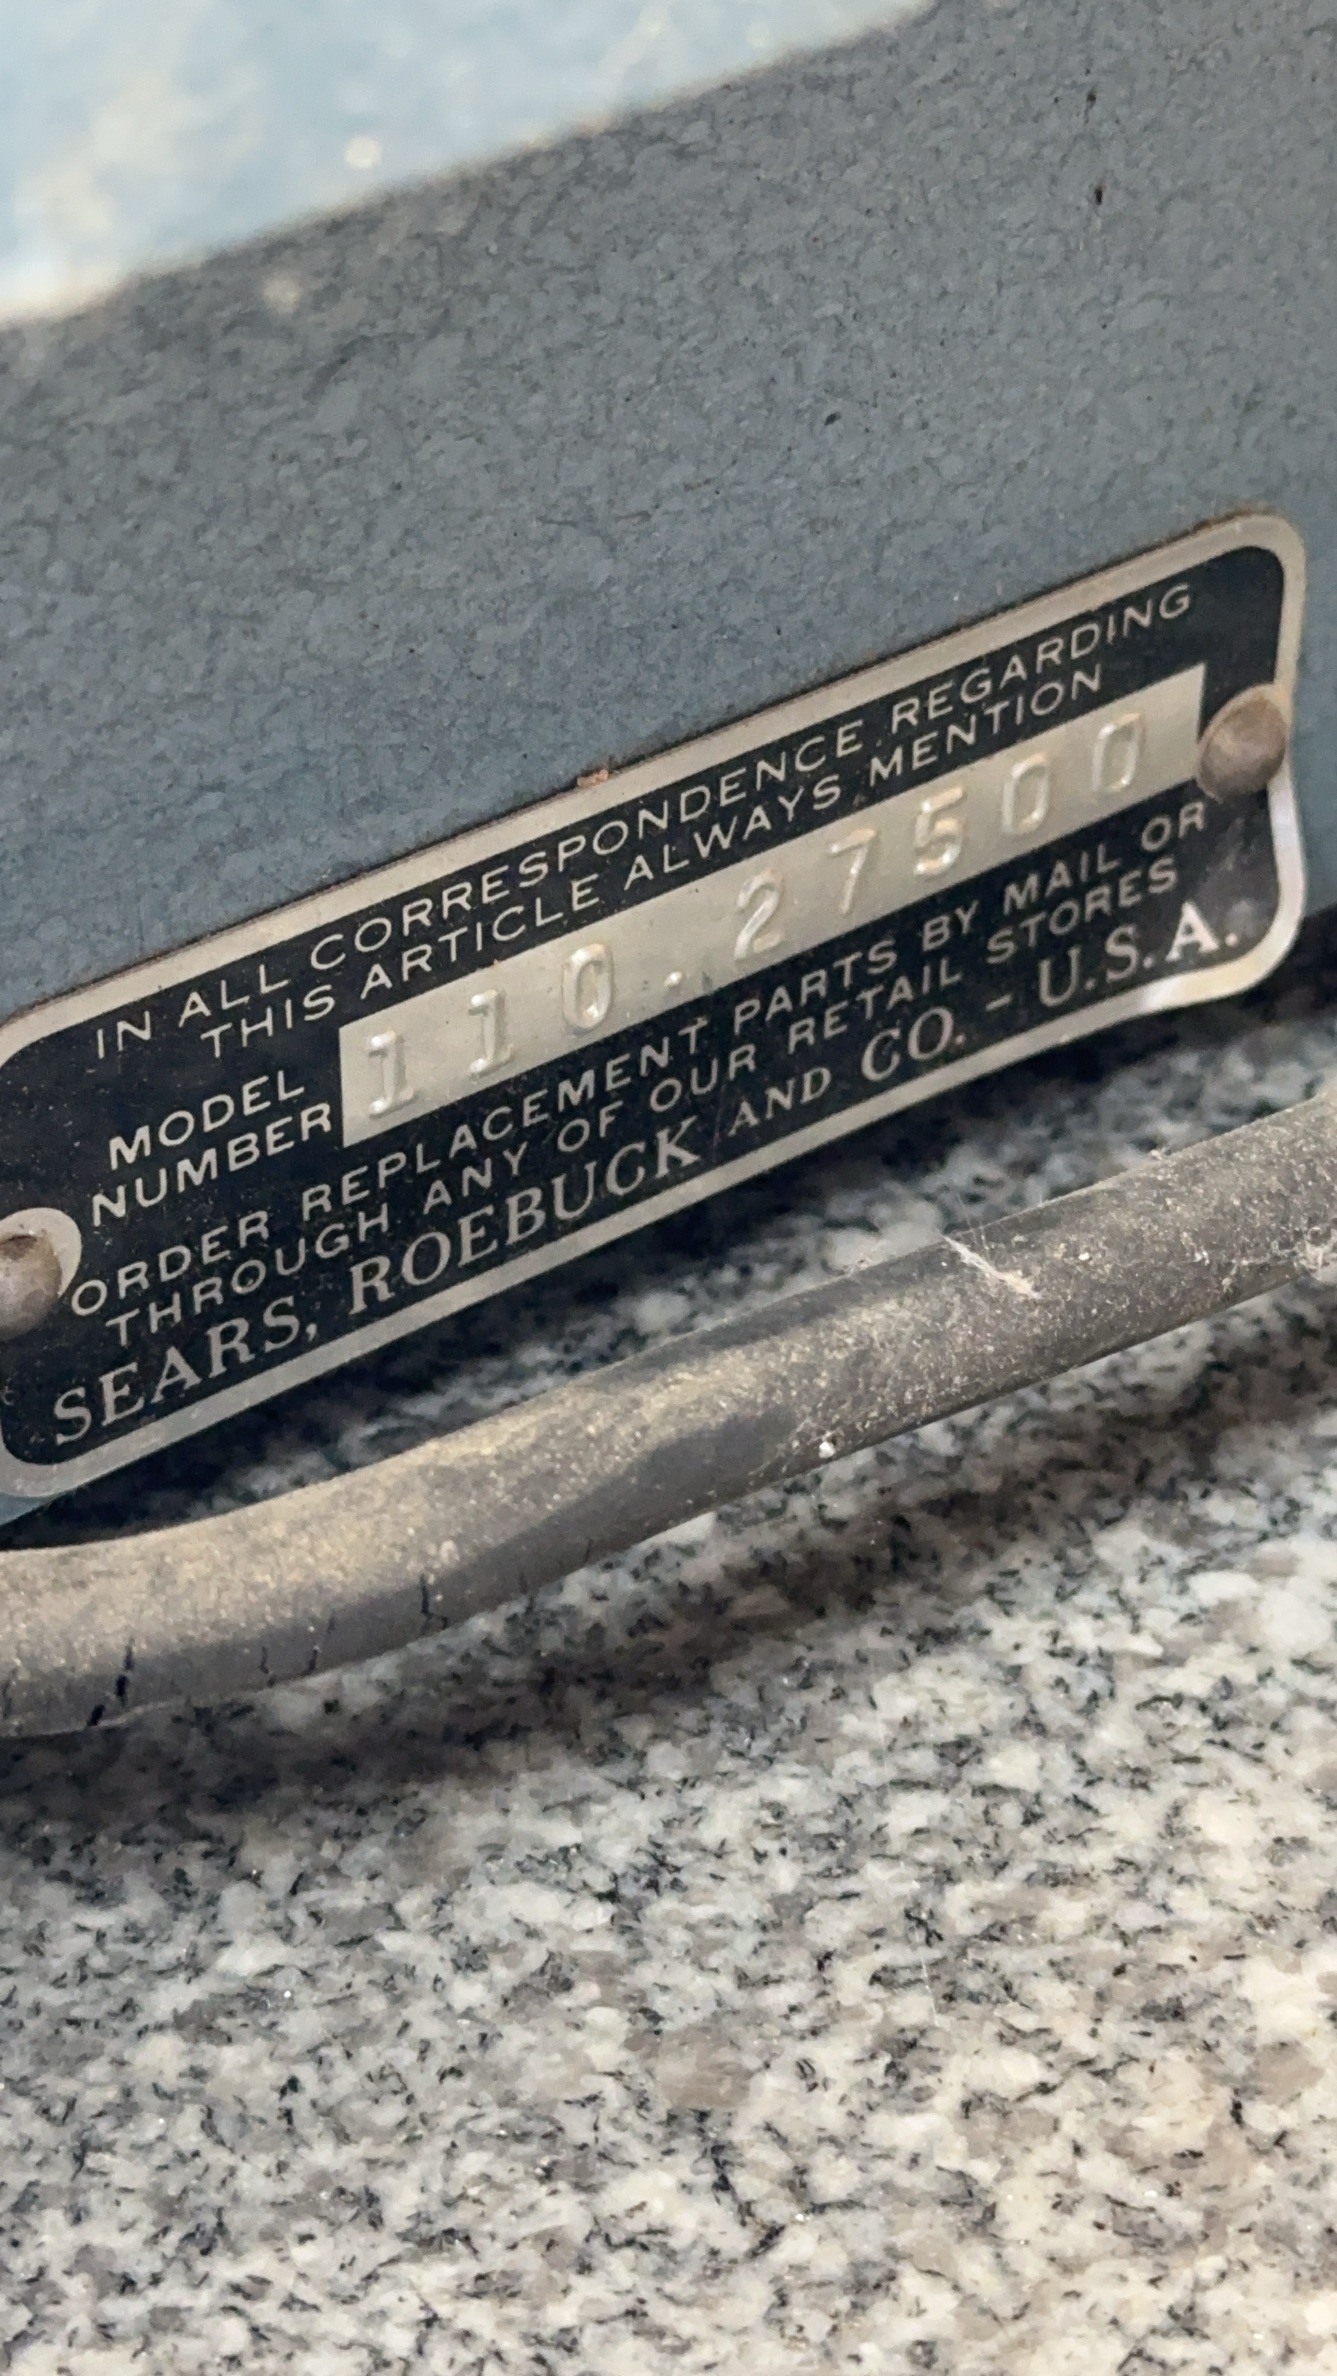 IN ALL CORRESPONDENCE REGARDING
THIS ARTICLE ALWAYS MENTION
MODEL
NUMBER
110.27500
ORDER REPLACEMENT PARTS BY MAIL OR
THROUGH ANY OF OUR RETAIL STORES
SEARS, ROEBUCK AND CO. - U.S.A.